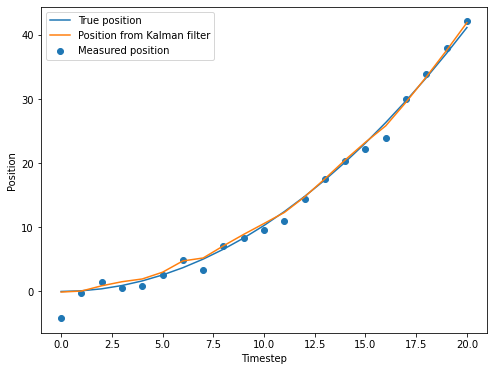 True position
Position from Kalman filter
Measured position
40
30
20
10
0
Position
0.0 2.5 5.0 7.5 10.0 12.5 15.0 17.5 20.0
Timestep